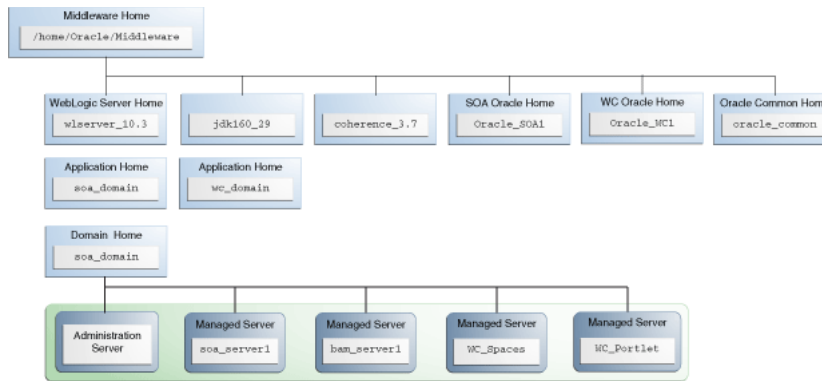 Middleware Home
/home/Oracle/Middleware
WebLogic Server Home
wlserver_10.3
jdk160_29
coherence_3.7
SOA Oracle Home
Oracle_SOA1
WC Oracle Home
Oracle_WC1
Oracle Common Hom
oracle_common
Application Home
soa_domain
Application Home
wc_domain
Domain Home
soa_domain
Administration
Server
Managed Server
soa_server1
Managed Server
bam_server1
Managed Server
WC_Spaces
Managed Server
WC_Portlet